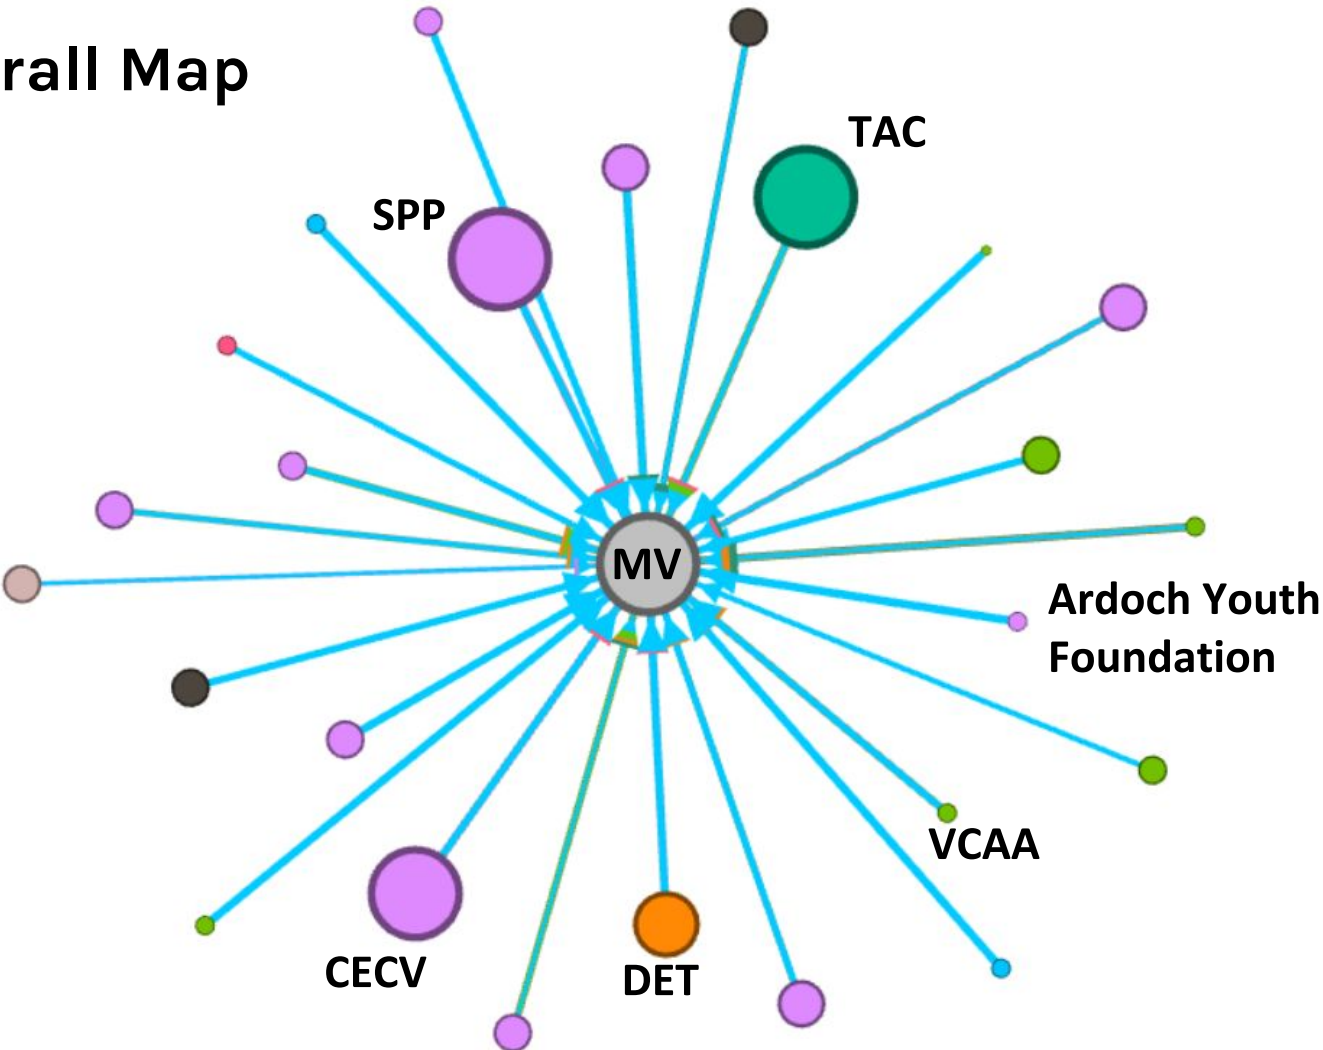 rall Map
TAC
SPP
MV
Ardoch Youth
Foundation
VCAA
CECV
DET